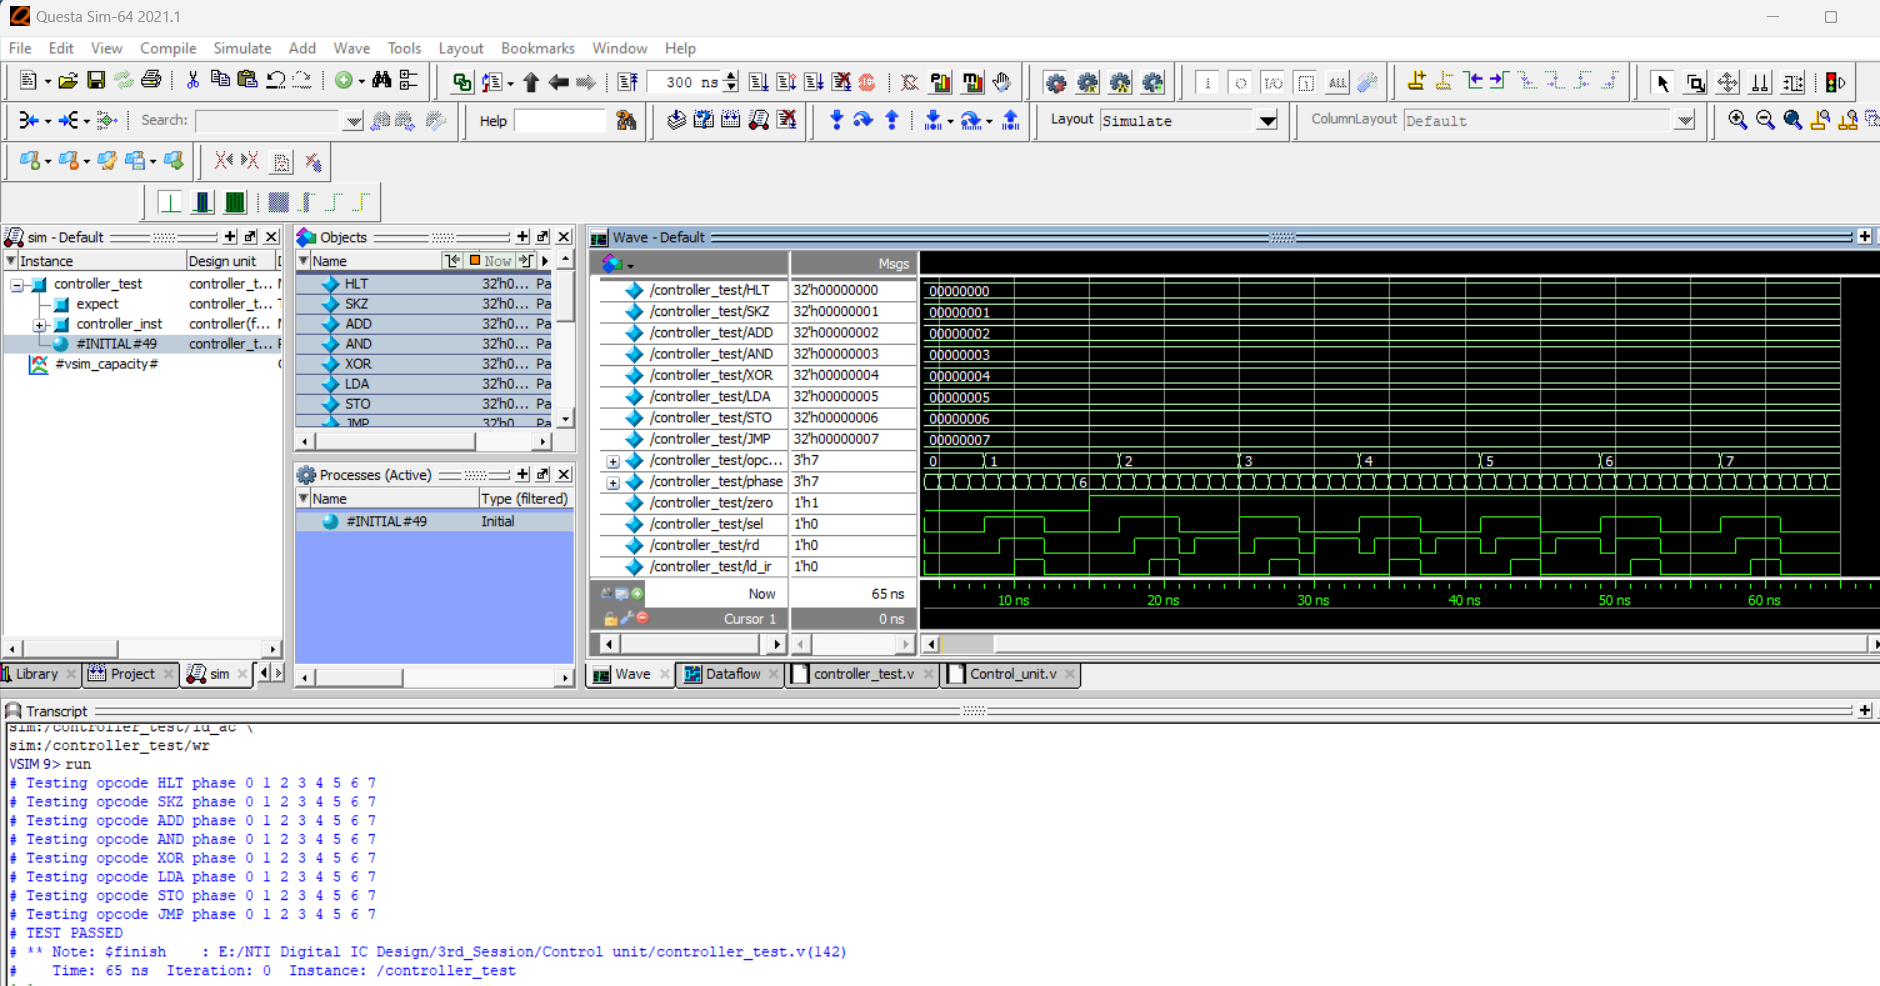 Questa Sim-64 2021.1
File Edit View Compile Simulate Add Wave Tools Layout Bookmarks Window Help
300 ns
Search:
Help
Layout Simulate
ColumnLayout Default
sim - Default
Instance Design unit
controller_test controller_t...
expect controller_t...
controller_inst controller(f...
#INITIAL#49 controller_t...
#vsim_capacity#
Objects
Name Now
HLT 32'h0... Pa
SKZ 32'h0... Pa
ADD 32'h0... Pa
AND 32'h0... Pa
XOR 32'h0... Pa
LDA 32'h0... Pa
STO 32'h0... Pa
JMP 32'h0 Pa
Processes (Active)
Name Type (filtered)
#INITIAL#49 Initial
Wave - Default
Msgs
/controller_test/HLT 32'h00000000 00000000
/controller_test/SKZ 32'h00000001 00000001
/controller_test/ADD 32'h00000002 00000002
/controller_test/AND 32'h00000003 00000003
/controller_test/XOR 32'h00000004 00000004
/controller_test/LDA 32'h00000005 00000005
/controller_test/STO 32'h00000006 00000006
/controller_test/JMP 32'h00000007 00000007
/controller_test/opc... 3'h7 0 1 2 3 4 5 6 7
/controller_test/phase 3'h7 6
/controller_test/zero 1'h1
/controller_test/sel 1'h0
/controller_test/rd 1'h0
/controller_test/ld_ir 1'h0
Now 65 ns
10 ns 20 ns 30 ns 40 ns 50 ns 60 ns
Cursor 1 0 ns
Library Project sim
Wave Dataflow controller_test.v Control_unit.v
Transcript
sim:/controller_test/ld_ac \
sim:/controller_test/wr
VSIM 9> run
# Testing opcode HLT phase 0 1 2 3 4 5 6 7
# Testing opcode SKZ phase 0 1 2 3 4 5 6 7
# Testing opcode ADD phase 0 1 2 3 4 5 6 7
# Testing opcode AND phase 0 1 2 3 4 5 6 7
# Testing opcode XOR phase 0 1 2 3 4 5 6 7
# Testing opcode LDA phase 0 1 2 3 4 5 6 7
# Testing opcode STO phase 0 1 2 3 4 5 6 7
# Testing opcode JMP phase 0 1 2 3 4 5 6 7
# TEST PASSED
# ** Note: $finish    : E:/NTI Digital IC Design/3rd_Session/Control unit/controller_test.v(142)
#    Time: 65 ns  Iteration: 0  Instance: /controller_test